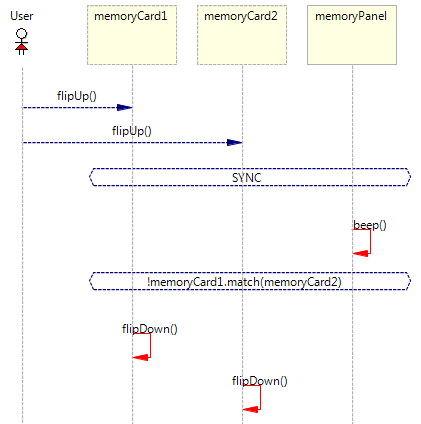 User
memoryCard1
memoryCard2
memoryPanel
flipUp()
flipUp()
SYNC
beep()
!memoryCard1.match(memoryCard2)
flipDown()
flipDown()